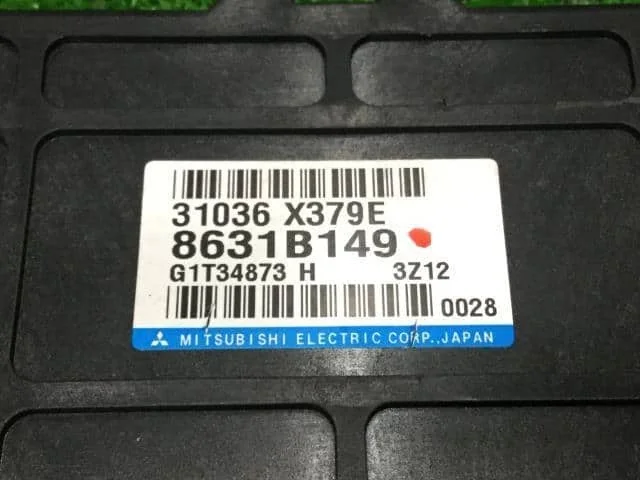 31036 X379E
8631B149
G1T34873 H 3Z12
0028
MITSUBISHI ELECTRIC CORP.,JAPAN